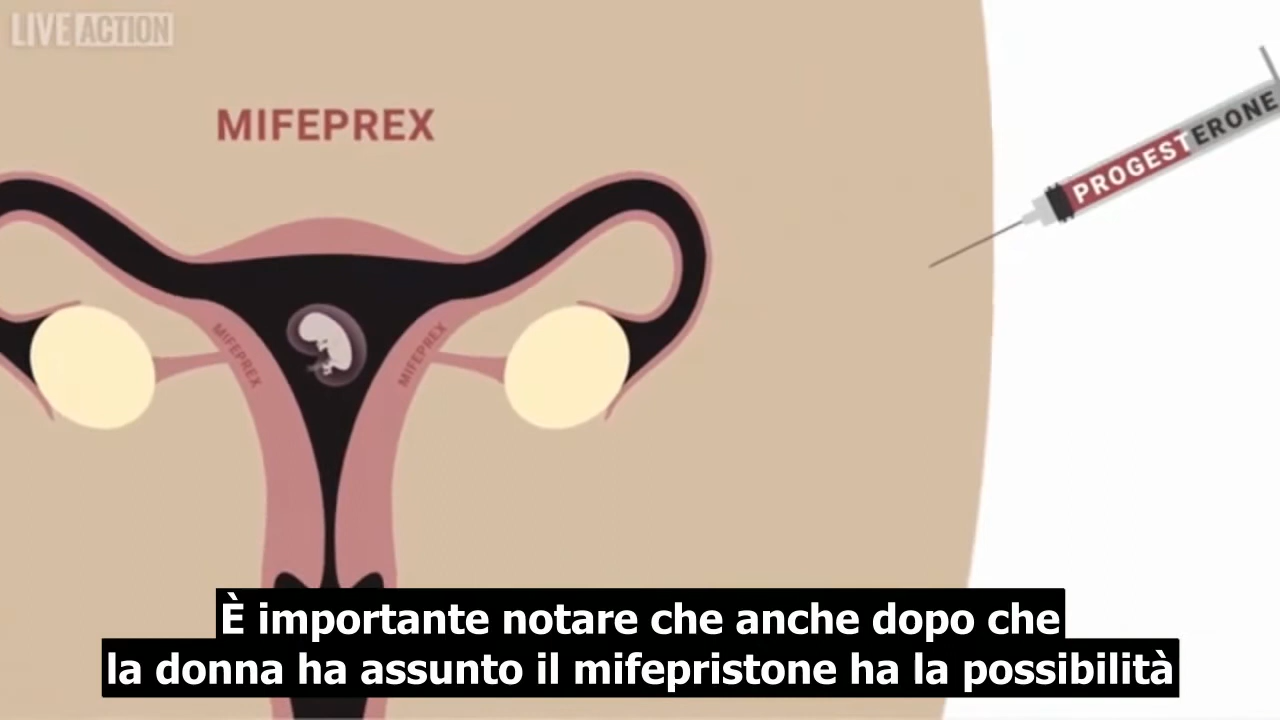 LIVE ACTION
MIFEPREX
PROGESTERONE
MIFEPREX
MIFEPREX
È importante notare che anche dopo che
la donna ha assunto il mifepristone ha la possibilità